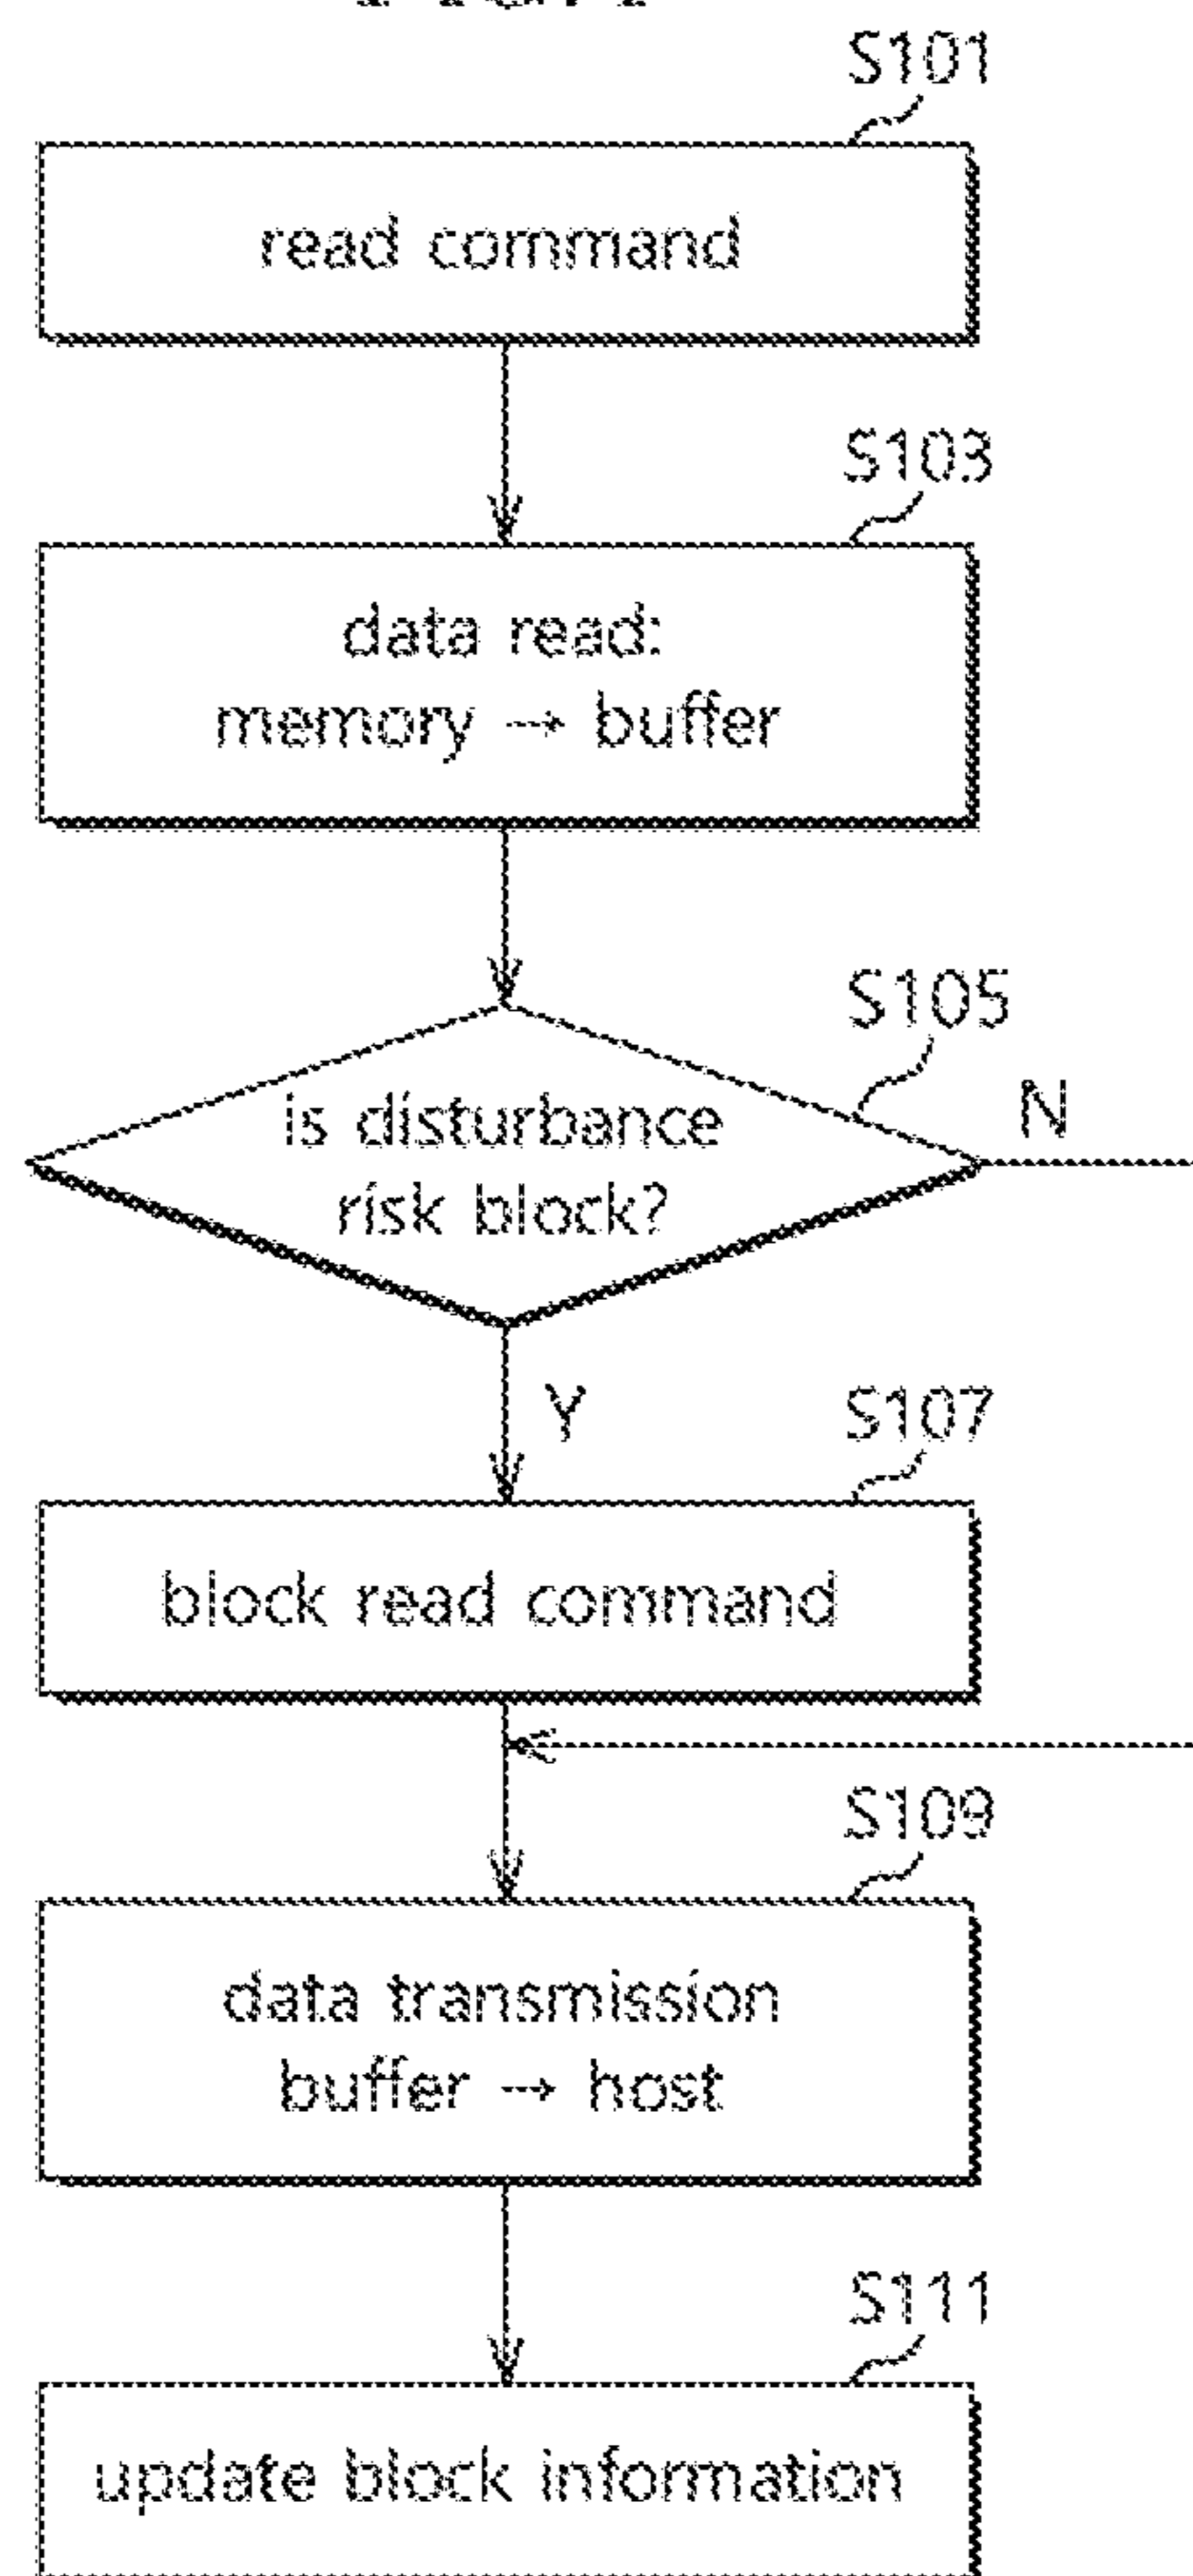 S101
read command
S103
data read:
memory → buffer
S105
is disturbance
risk block?
N
Y
S107
block read command
S109
data transmission
buffer → host
S111
update block information